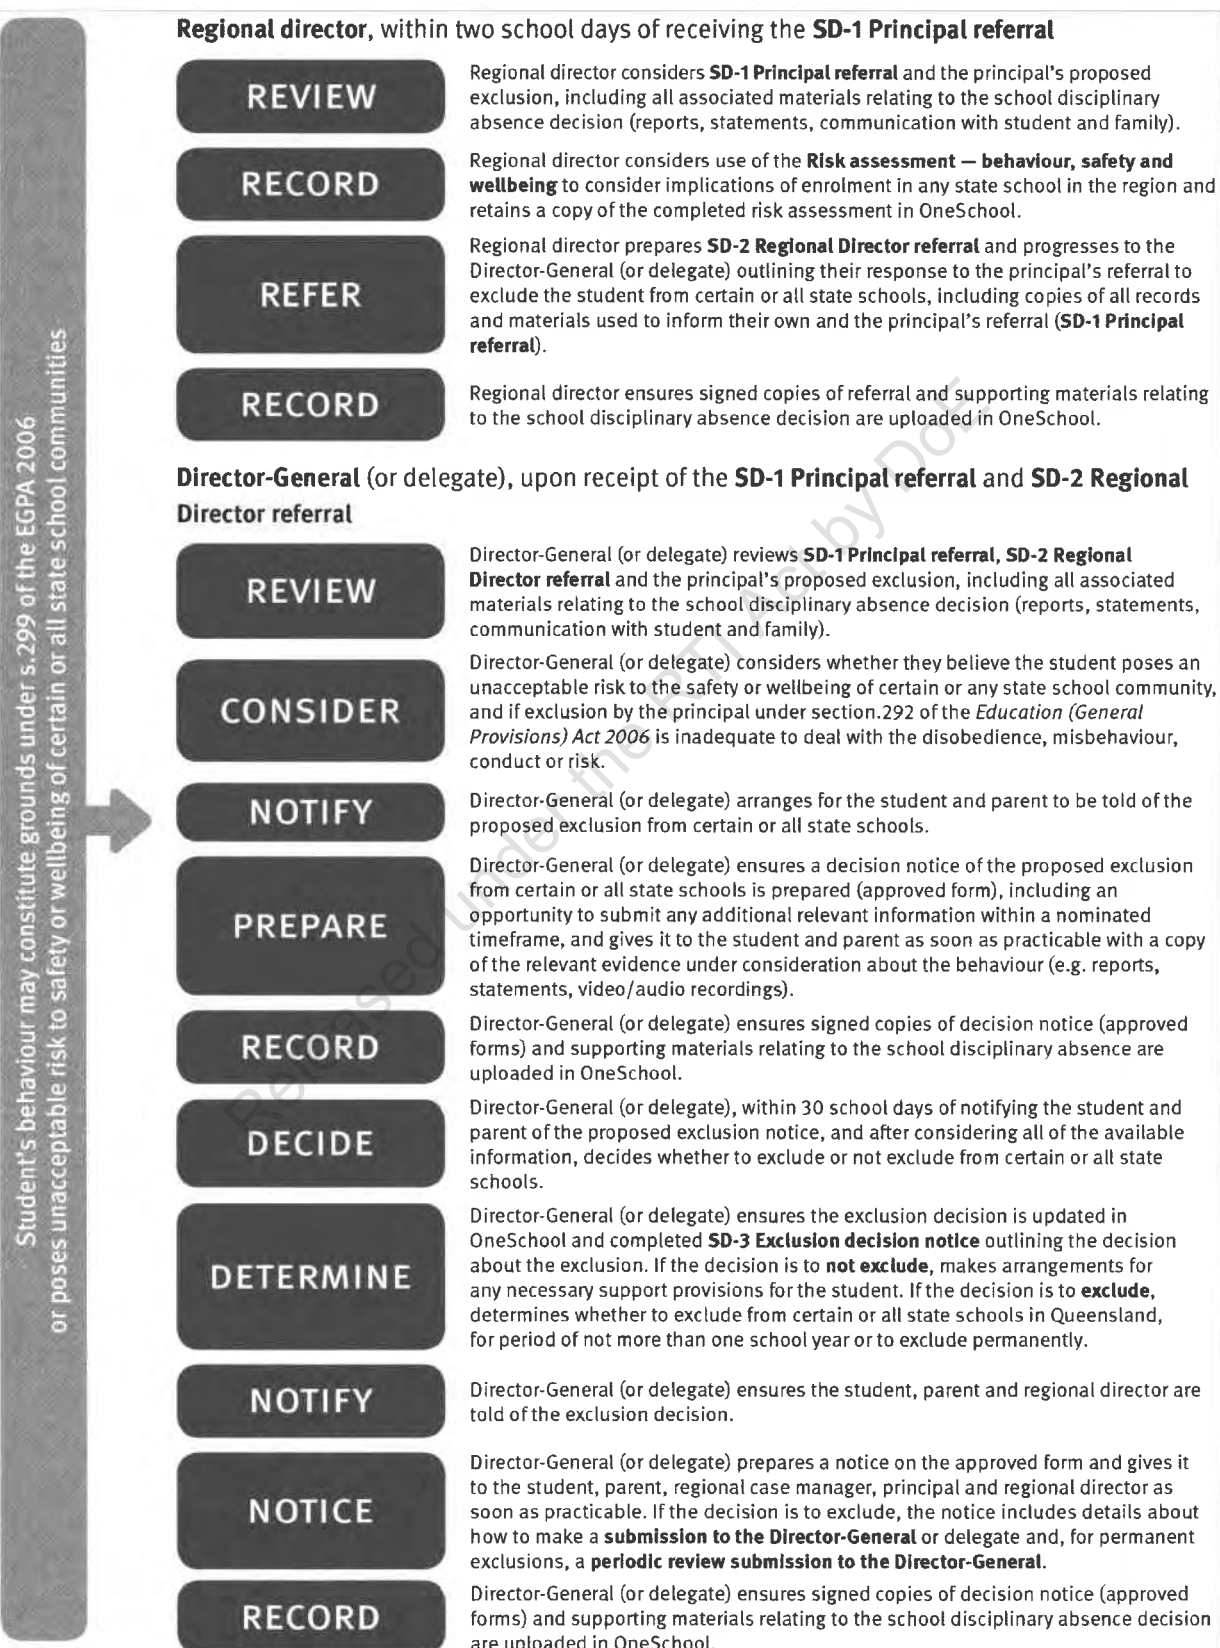 Student's behaviour may constitute grounds under s.299 of the EGPA 2006
or poses unacceptable risk to safety or wellbeing of certain or all state school communities
Regional director, within two school days of receiving the SD-1 Principal referral
REVIEW
Regional director considers SD-1 Principal referral and the principal's proposed
exclusion, including all associated materials relating to the school disciplinary
absence decision (reports, statements, communication with student and family).
RECORD
Regional director considers use of the Risk assessment — behaviour, safety and
wellbeing to consider implications of enrolment in any state school in the region and
retains a copy of the completed risk assessment in OneSchool.
REFER
Regional director prepares SD-2 Regional Director referral and progresses to the
Director-General (or delegate) outlining their response to the principal's referral to
exclude the student from certain or all state schools, including copies of all records
and materials used to inform their own and the principal's referral (SD-1 Principal
referral).
RECORD
Regional director ensures signed copies of referral and supporting materials relating
to the school disciplinary absence decision are uploaded in OneSchool.
Director-General (or delegate), upon receipt of the SD-1 Principal referral and SD-2 Regional
Director referral
REVIEW
Director-General (or delegate) reviews SD-1 Principal referral, SD-2 Regional
Director referral and the principal's proposed exclusion, including all associated
materials relating to the school disciplinary absence decision (reports, statements,
communication with student and family).
CONSIDER
Director-General (or delegate) considers whether they believe the student poses an
unacceptable risk to the safety or wellbeing of certain or any state school community,
and if exclusion by the principal under section.292 of the Education (General
Provisions) Act 2006 is inadequate to deal with the disobedience, misbehaviour,
conduct or risk.
NOTIFY
Director-General (or delegate) arranges for the student and parent to be told of the
proposed exclusion from certain or all state schools.
PREPARE
Director-General (or delegate) ensures a decision notice of the proposed exclusion
from certain or all state schools is prepared (approved form), including an
opportunity to submit any additional relevant information within a nominated
timeframe, and gives it to the student and parent as soon as practicable with a copy
of the relevant evidence under consideration about the behaviour (e.g. reports,
statements, video/audio recordings).
RECORD
Director-General (or delegate) ensures signed copies of decision notice (approved
forms) and supporting materials relating to the school disciplinary absence are
uploaded in OneSchool.
DECIDE
Director-General (or delegate), within 30 school days of notifying the student and
parent of the proposed exclusion notice, and after considering all of the available
information, decides whether to exclude or not exclude from certain or all state
schools.
DETERMINE
Director-General (or delegate) ensures the exclusion decision is updated in
OneSchool and completed SD-3 Exclusion decision notice outlining the decision
about the exclusion. If the decision is to not exclude, makes arrangements for
any necessary support provisions for the student. If the decision is to exclude,
determines whether to exclude from certain or all state schools in Queensland,
for period of not more than one school year or to exclude permanently.
NOTIFY
Director-General (or delegate) ensures the student, parent and regional director are
told of the exclusion decision.
NOTICE
Director-General (or delegate) prepares a notice on the approved form and gives it
to the student, parent, regional case manager, principal and regional director as
soon as practicable. If the decision is to exclude, the notice includes details about
how to make a submission to the Director-General or delegate and, for permanent
exclusions, a periodic review submission to the Director-General.
RECORD
Director-General (or delegate) ensures signed copies of decision notice (approved
forms) and supporting materials relating to the school disciplinary absence decision
are uploaded in OneSchool.
Released under the RTI Act by DoE